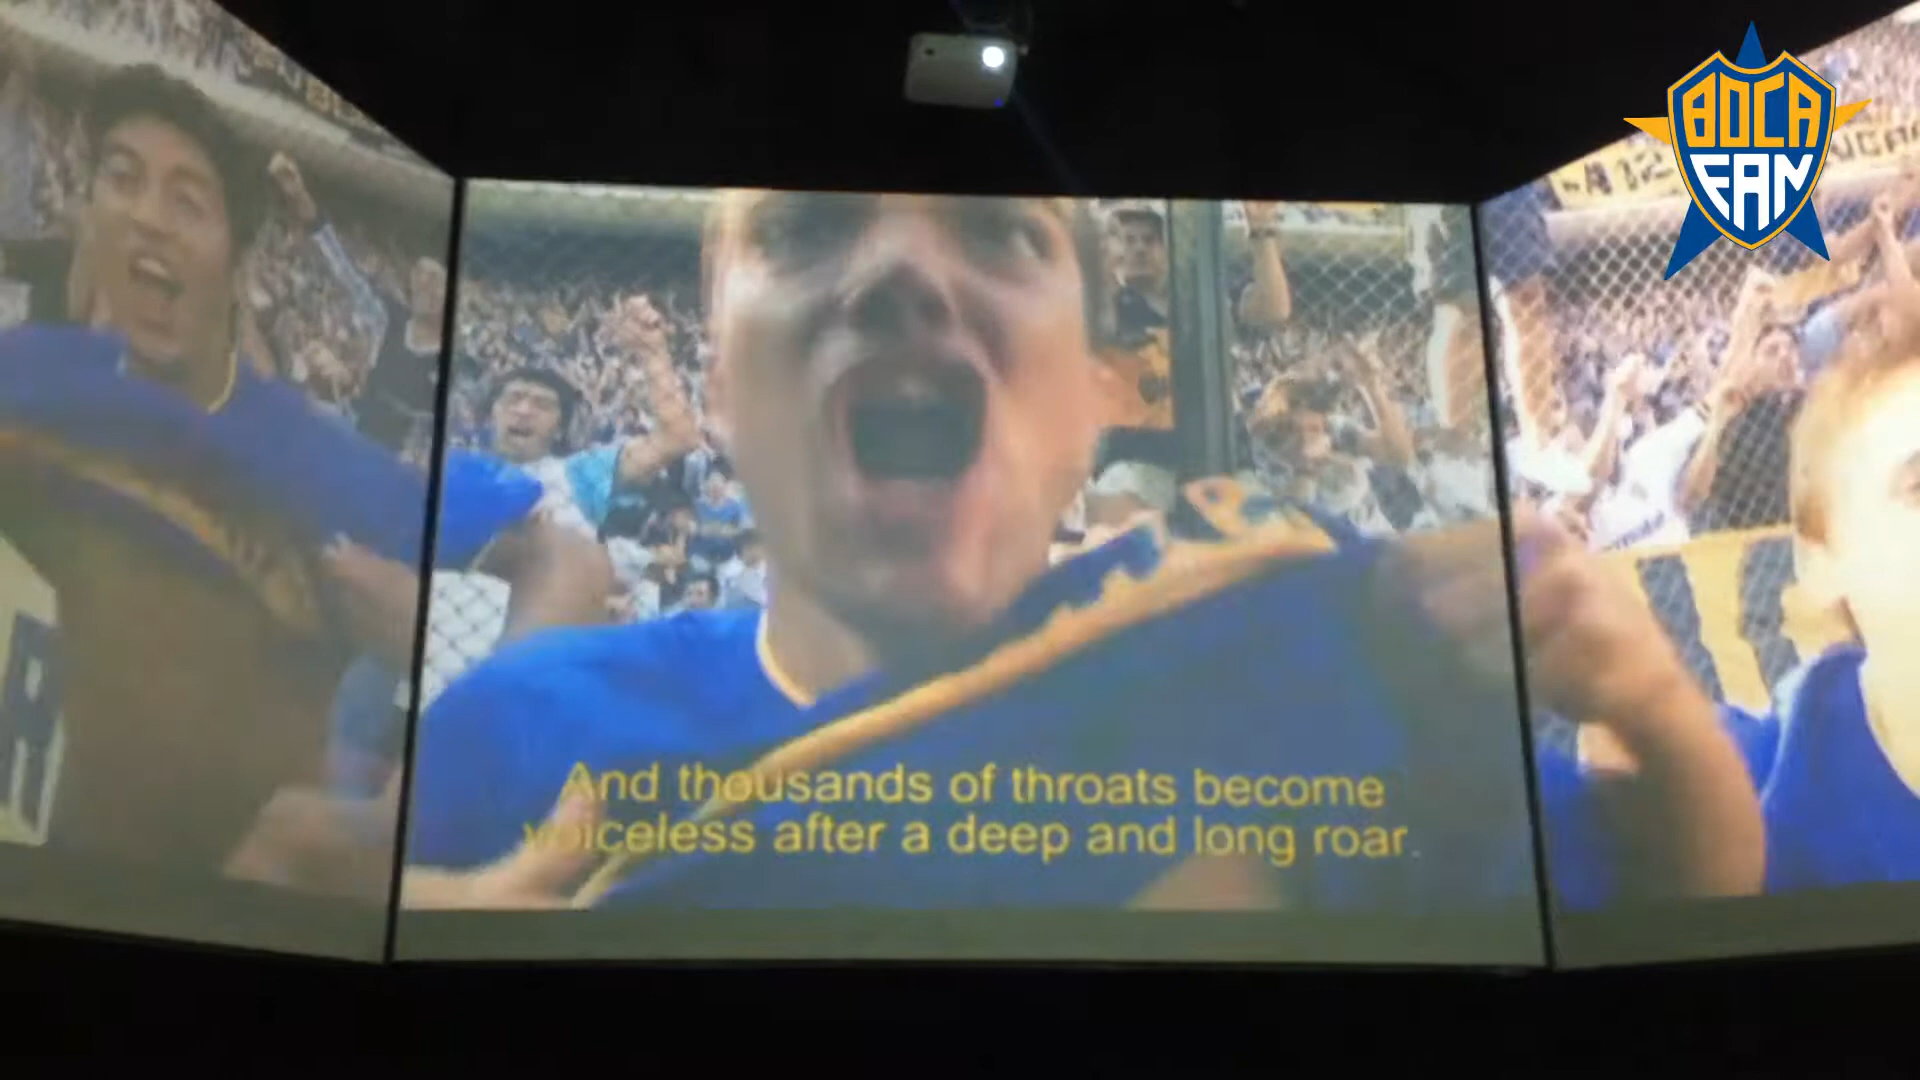 BOCA
FAN
And thousands of throats become
voiceless after a deep and long roar.